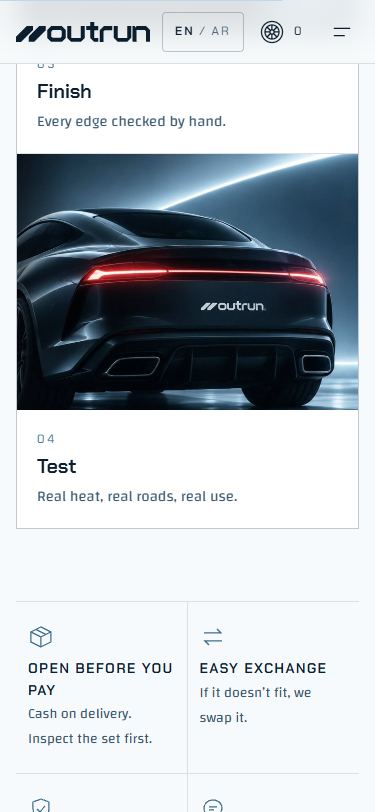 outrun
EN / AR
0
03
Finish
Every edge checked by hand.
outrun
04
Test
Real heat, real roads, real use.
OPEN BEFORE YOU
PAY
Cash on delivery.
Inspect the set first.
EASY EXCHANGE
If it doesn't fit, we
swap it.